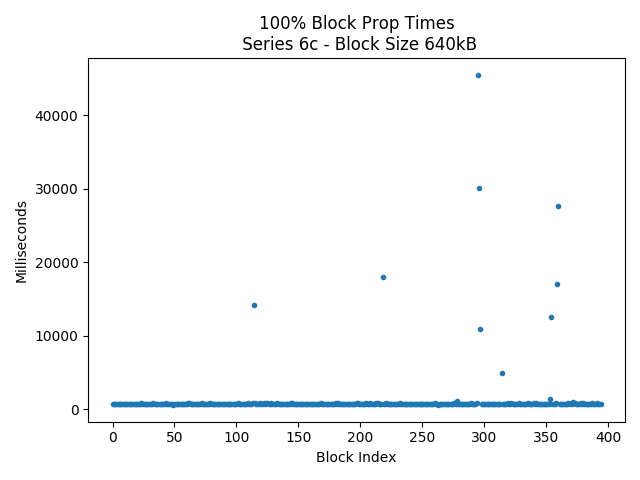 100% Block Prop Times
Series 6c - Block Size 640kB
Milliseconds
40000
30000
20000
10000
0
0 50 100 150 200 250 300 350 400
Block Index